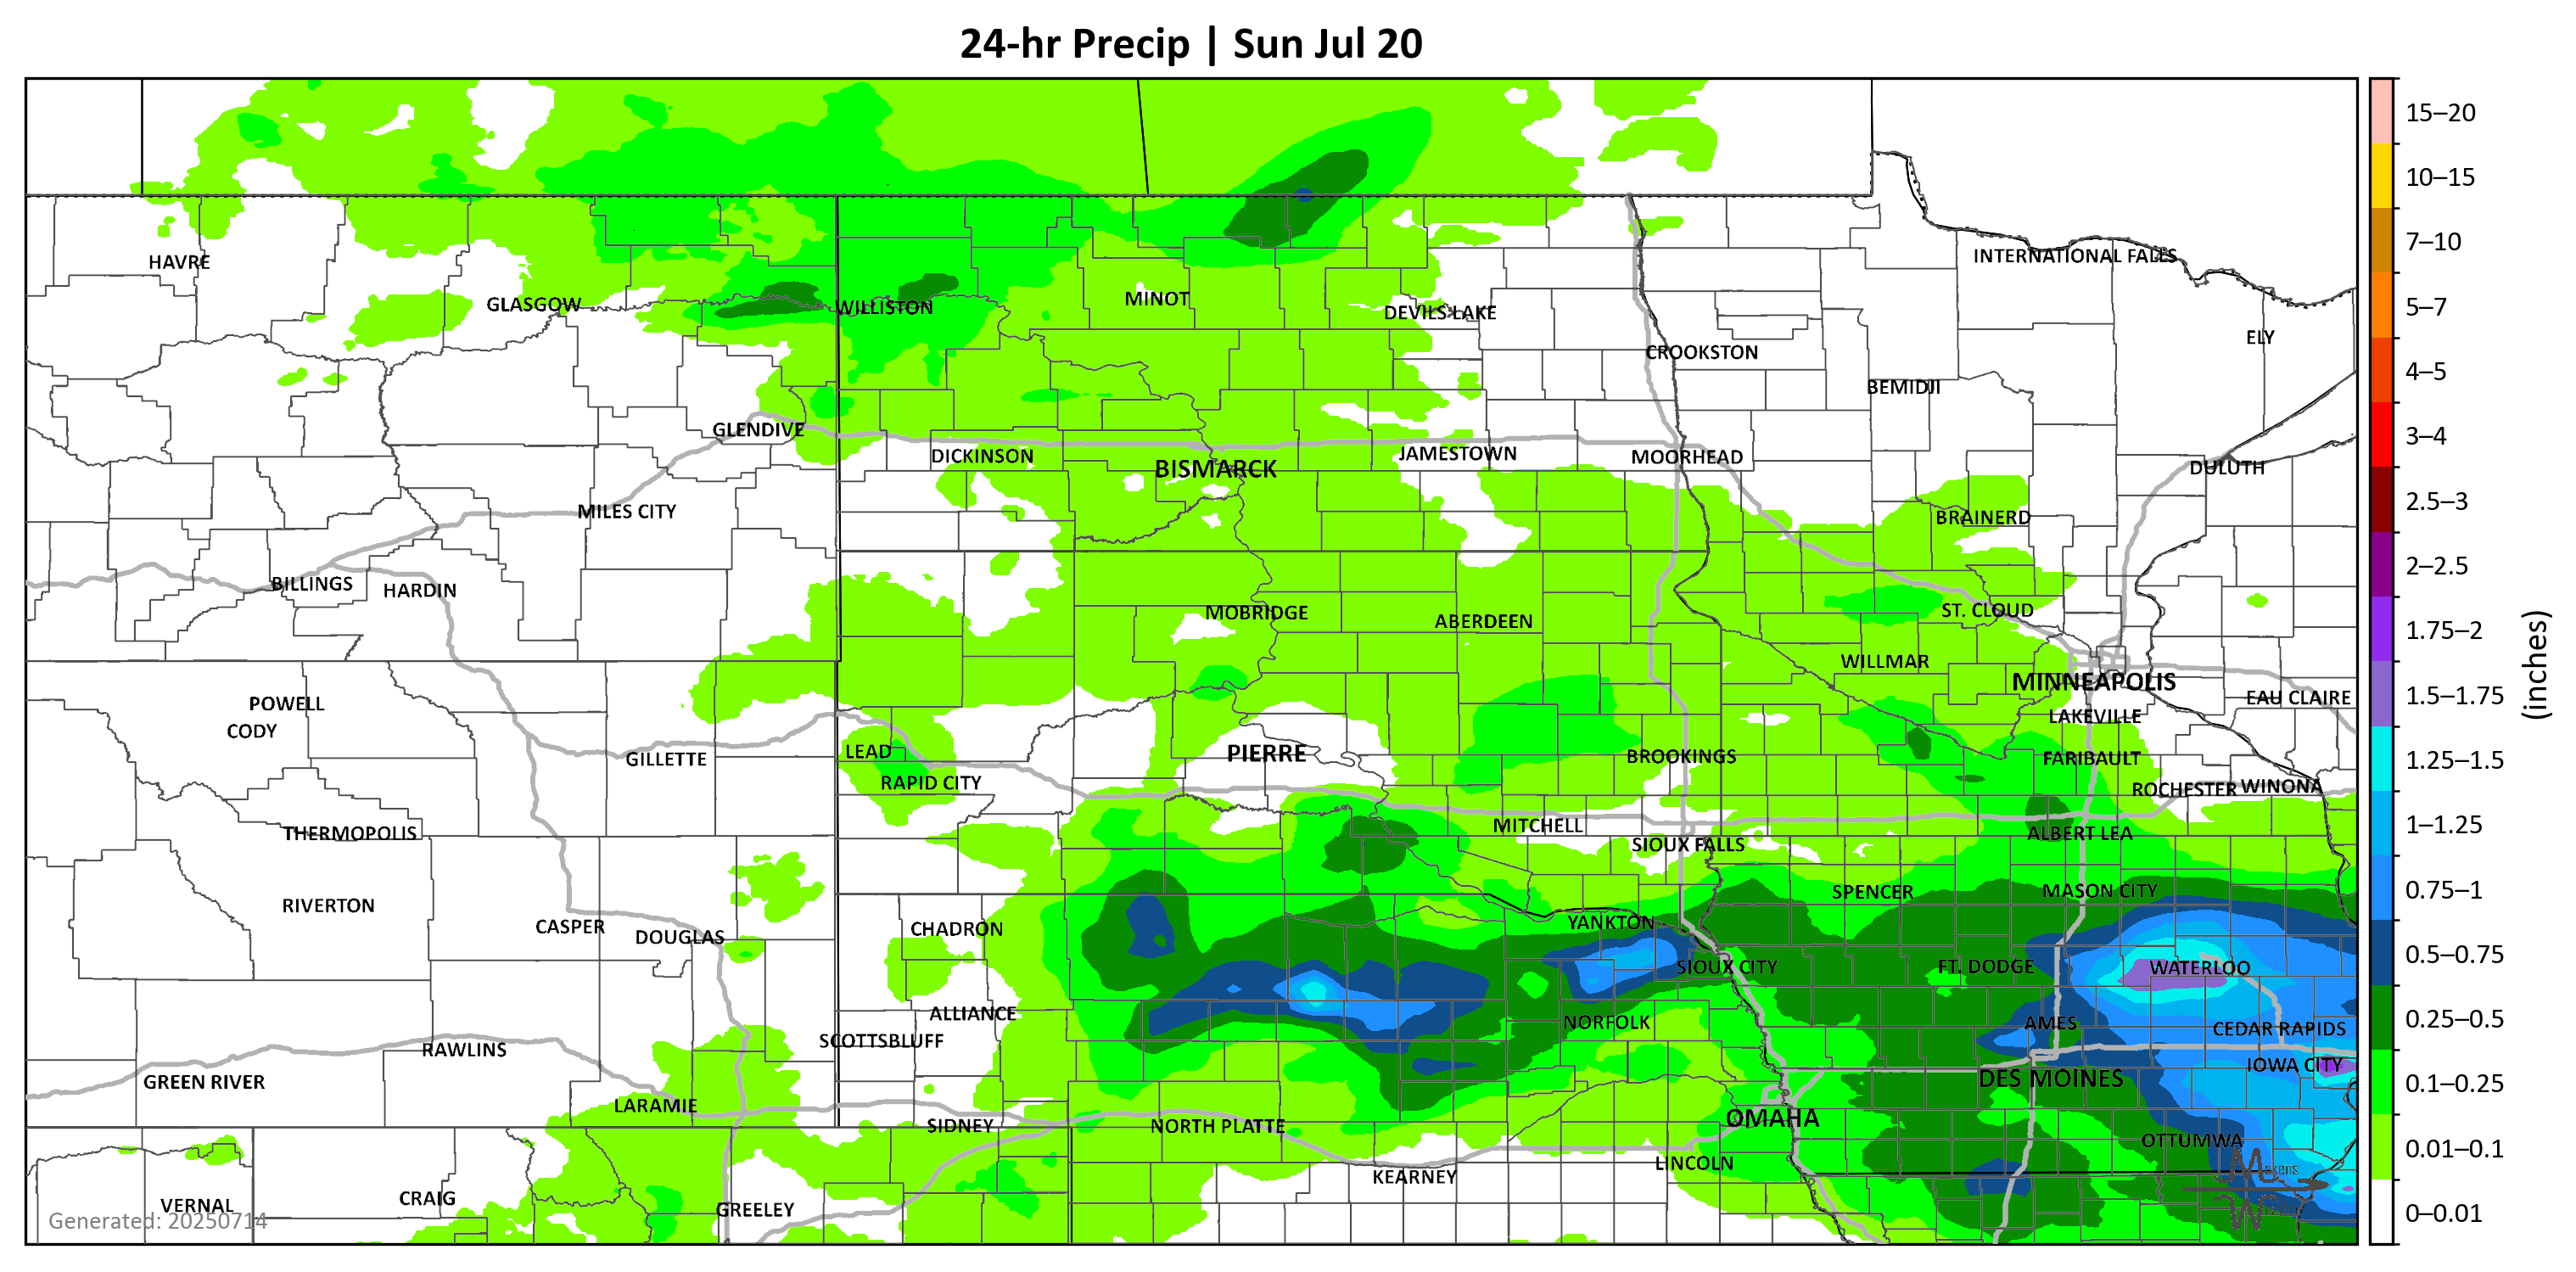 24-hr Precip | Sun Jul 20
15–20
10–15
INTERNATIONAL FALLS
7–10
HAVRE
GLASGOW
WILLISTON
MINOT
DEVILS LAKE
5–7
ELY
CROOKSTON
4–5
BEMIDJI
GLENDIVE
DICKINSON
BISMARCK
JAMESTOWN
MOORHEAD
DULUTH
3–4
MILES CITY
BRAINERD
2.5–3
BILLINGS
HARDIN
2–2.5
MOBRIDGE
ABERDEEN
ST. CLOUD
1.75–2
WILLMAR
MINNEAPOLIS
(inches)
POWELL
CODY
EAU CLAIRE
1.5–1.75
LAKEVILLE
GILLETTE
LEAD
RAPID CITY
PIERRE
BROOKINGS
FARIBAULT
1.25–1.5
ROCHESTER
WINONA
THERMOPOLIS
MITCHELL
SIOUX FALLS
ALBERT LEA
1–1.25
RIVERTON
SPENCER
MASON CITY
0.75–1
CASPER
DOUGLAS
CHADRON
YANKTON
SIOUX CITY
FT. DODGE
WATERLOO
0.5–0.75
ALLIANCE
NORFOLK
AMES
CEDAR RAPIDS
0.25–0.5
RAWLINS
SCOTTSBLUFF
IOWA CITY
GREEN RIVER
DES MOINES
0.1–0.25
LARAMIE
SIDNEY
NORTH PLATTE
OMAHA
OTTUMWA
0.01–0.1
KEARNEY
LINCOLN
VERNAL
CRAIG
GREELEY
Generated: 20250714
0–0.01